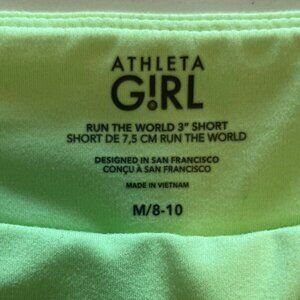 ATHLETA
G!RL
RUN THE WORLD 3" SHORT
SHORT DE 7,5 CM RUN THE WORLD
DESIGNED IN SAN FRANCISCO
CONÇU À SAN FRANCISCO
MADE IN VIETNAM
M/8-10